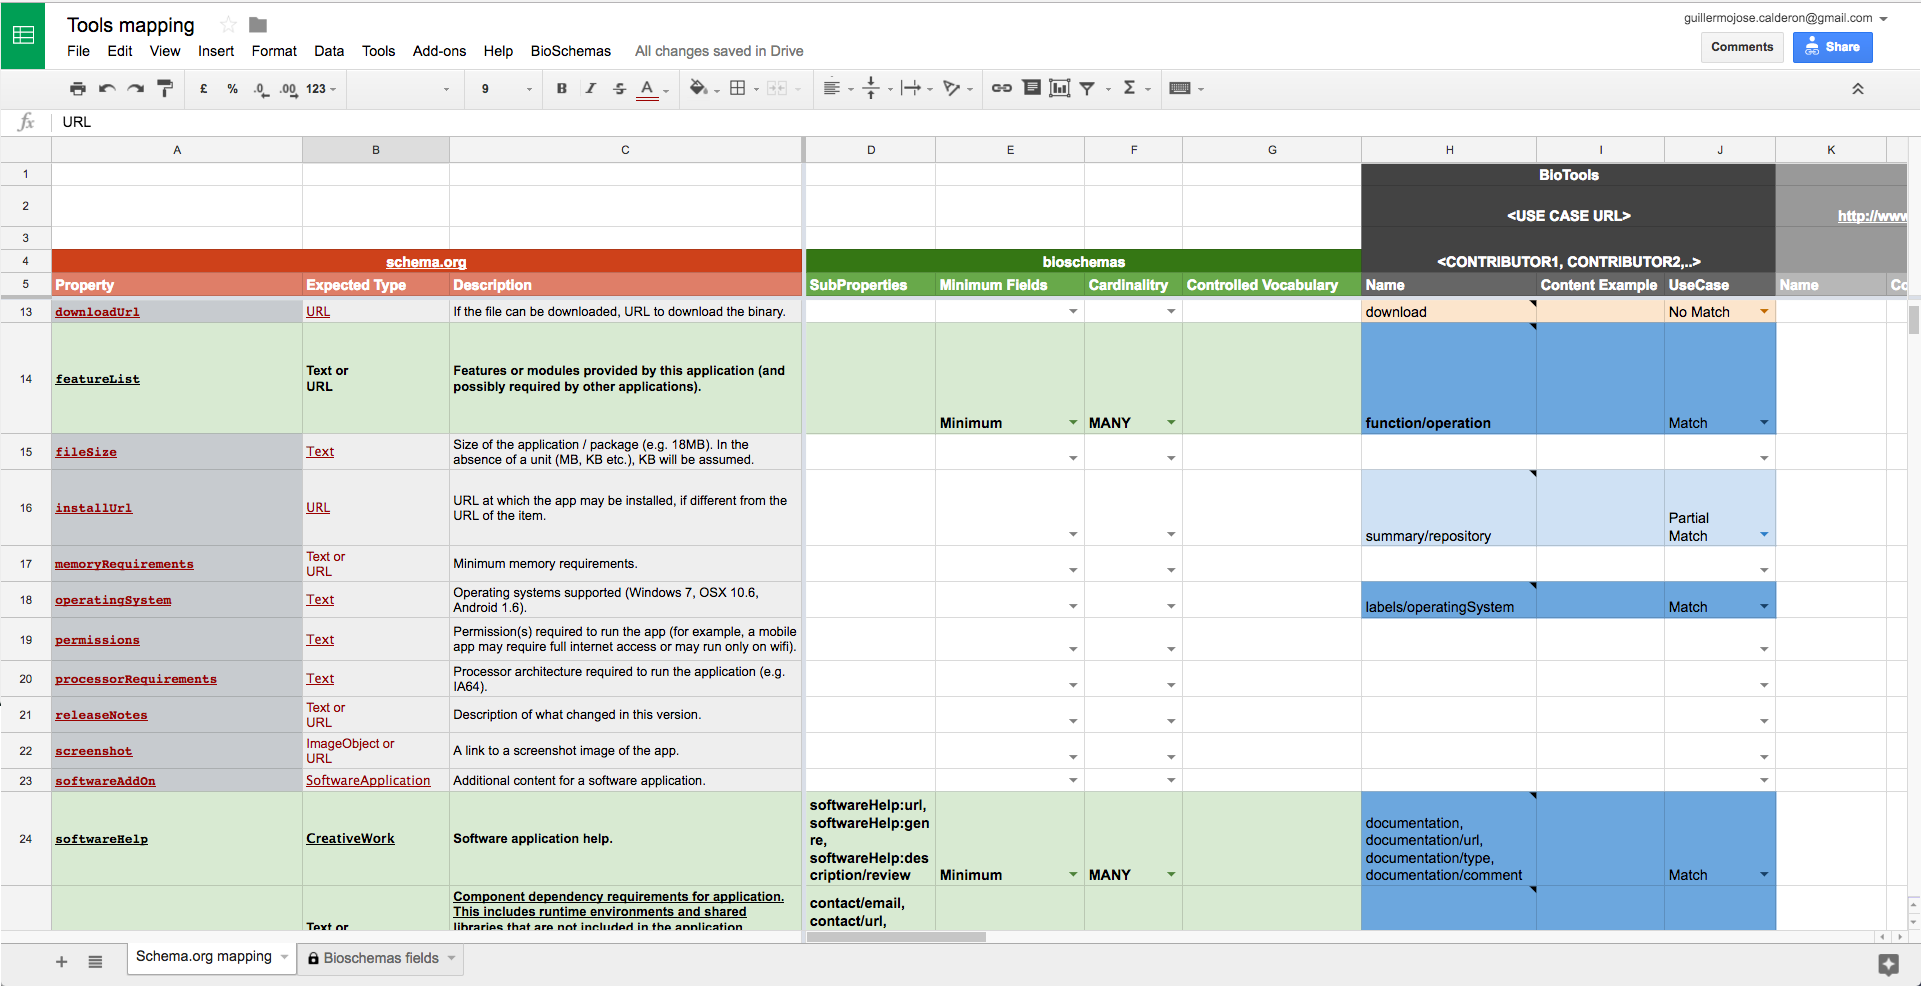 Tools mapping
guillermojose.calderon@gmail.com
File Edit View Insert Format Data Tools Add-ons Help BioSchemas All changes saved in Drive
Comments
Share
£ % .0 .00 123 9 B I S A Σ
fx URL
A B C D E F G H I J K
1 BioTools
2 <USE CASE URL> http://www
3
4 schema.org bioschemas <CONTRIBUTOR1, CONTRIBUTOR2,..>
5 Property Expected Type Description SubProperties Minimum Fields Cardinalitry Controlled Vocabulary Name Content Example UseCase Name Co
13 downloadUrl URL If the file can be downloaded, URL to download the binary. download No Match
14 featureList Text or
URL
Features or modules provided by this application (and
possibly required by other applications).
Minimum MANY function/operation Match
15 fileSize Text Size of the application / package (e.g. 18MB). In the
absence of a unit (MB, KB etc.), KB will be assumed.
16 installUrl URL URL at which the app may be installed, if different from the
URL of the item.
summary/repository
Partial
Match
17 memoryRequirements Text or
URL
Minimum memory requirements.
18 operatingSystem Text Operating systems supported (Windows 7, OSX 10.6,
Android 1.6).
labels/operatingSystem Match
19 permissions Text Permission(s) required to run the app (for example, a mobile
app may require full internet access or may run only on wifi).
20 processorRequirements Text Processor architecture required to run the application (e.g.
IA64).
21 releaseNotes Text or
URL
Description of what changed in this version.
22 screenshot ImageObject or
URL
A link to a screenshot image of the app.
23 softwareAddOn SoftwareApplication Additional content for a software application.
24 softwareHelp CreativeWork Software application help.
softwareHelp:url,
softwareHelp:gen
re,
softwareHelp:des
cription/review
Minimum MANY
documentation,
documentation/url,
documentation/type,
documentation/comment
Match
Text or
Component dependency requirements for application.
This includes runtime environments and shared
libraries that are not included in the application
contact/email,
contact/url,
Schema.org mapping
Bioschemas fields